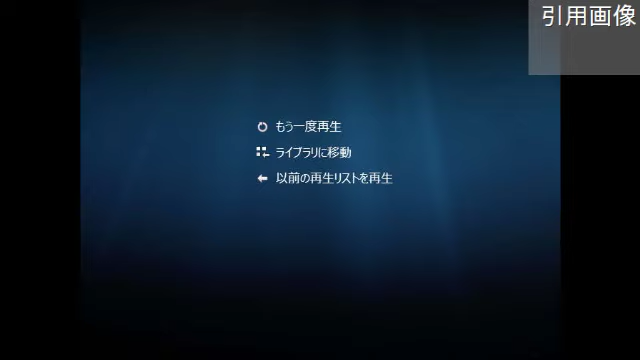 引用画像
もう一度再生
ライブラリに移動
以前の再生リストを再生